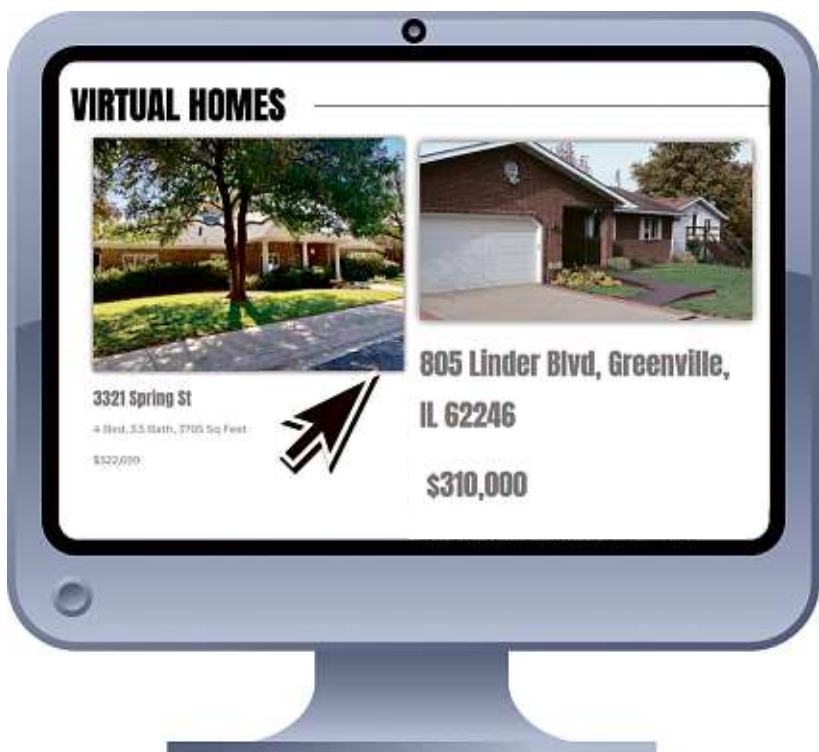 VIRTUAL HOMES
3321 Spring St
4 Bed, 3.5 Bath, 3705 Sq Feet
$322,699
805 Linder Blvd, Greenville,
IL 62246
$310,000